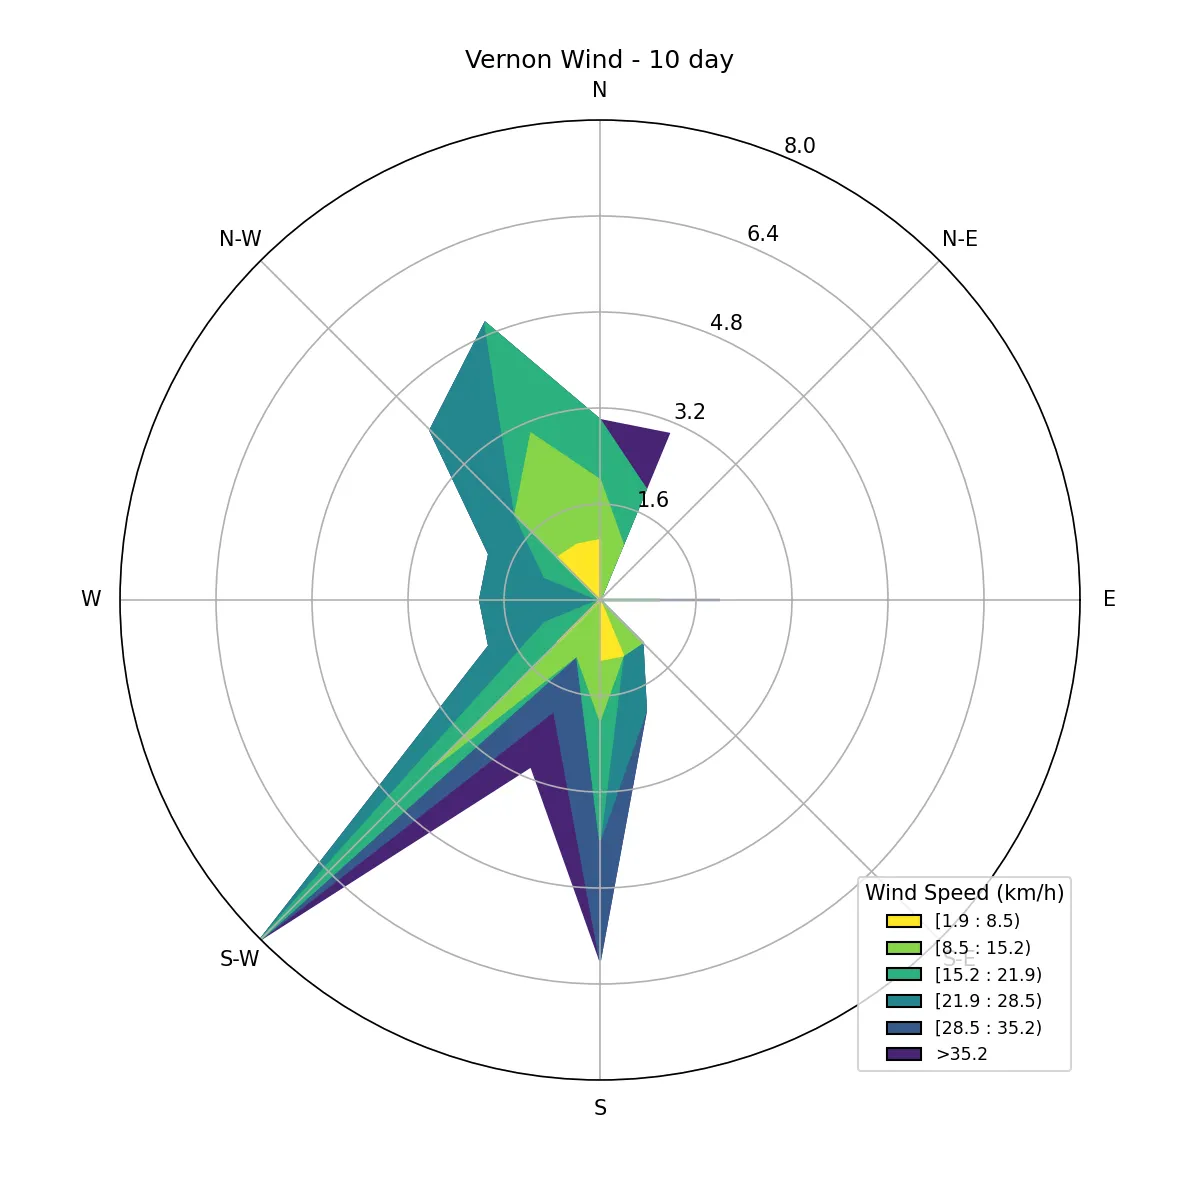 Vernon Wind - 10 day
N
8.0
6.4
N-W
N-E
4.8
3.2
1.6
W
E
Wind Speed (km/h)
[1.9 : 8.5)
[8.5 : 15.2)
S-W
S-E
[15.2 : 21.9)
[21.9 : 28.5)
[28.5 : 35.2)
>35.2
S